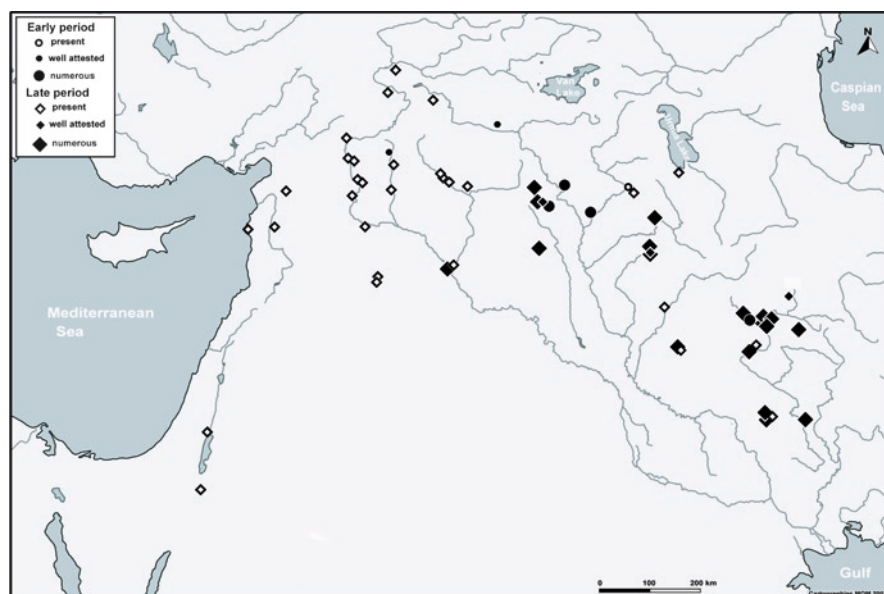 Early period
present
well attested
numerous
Late period
present
well attested
numerous
N
Van
Lake
Caspian
Sea
Mediterranean
Sea
Gulf
0 100 200 km